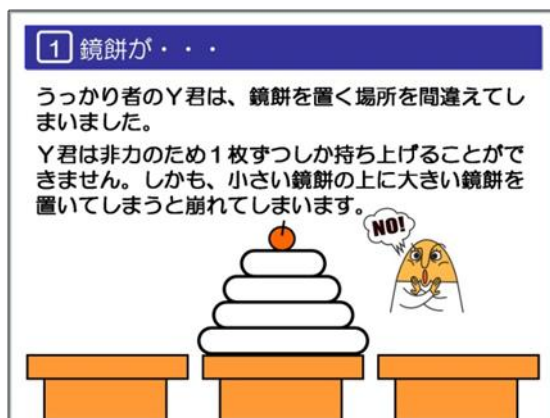 1 鏡餅が・・・
うっかり者のＹ君は、鏡餅を置く場所を間違えてし
まいました。
Ｙ君は非力のため１枚ずつしか持ち上げることがで
きません。しかも、小さい鏡餅の上に大きい鏡餅を
置いてしまうと崩れてしまいます。
NO!